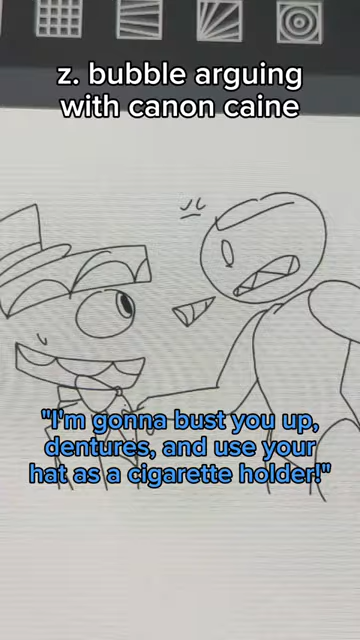 z. bubble arguing
with canon caine
"I'm gonna bust you up,
dentures, and use your
hat as a cigarette holder!"